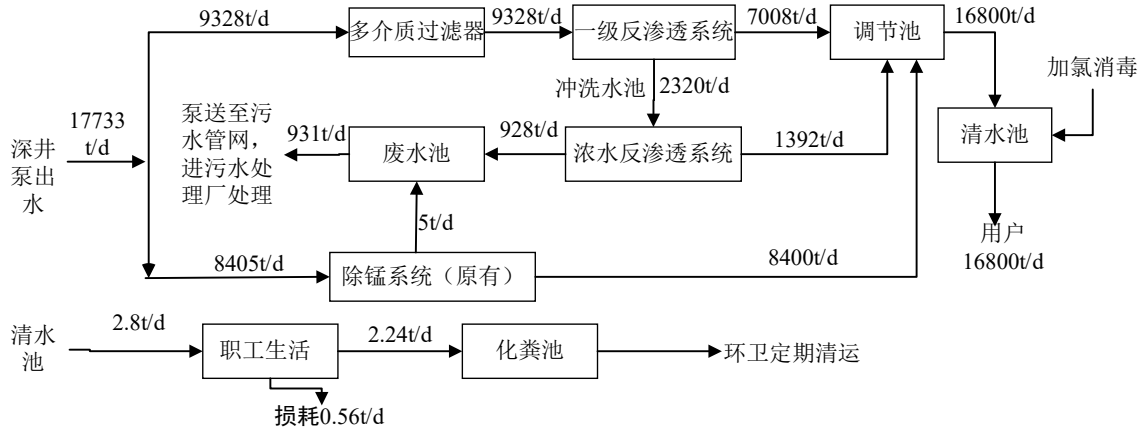 9328t/d
多介质过滤器
9328t/d
一级反渗透系统
7008t/d
调节池
16800t/d
加氯消毒
冲洗水池
2320t/d
17733
t/d
深井
泵出
水
泵送至污
水管网，
进污水处
理厂处理
931t/d
废水池
928t/d
浓水反渗透系统
1392t/d
清水池
5t/d
用户
16800t/d
8405t/d
除锰系统（原有）
8400t/d
清水
池
2.8t/d
职工生活
2.24t/d
化粪池
环卫定期清运
损耗0.56t/d